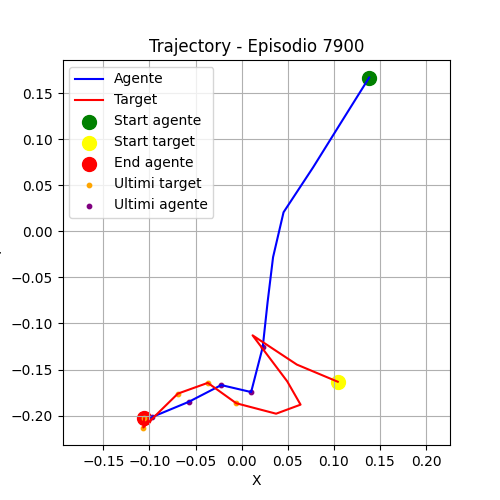 Trajectory - Episodio 7900
Agente
Target
Start agente
Start target
End agente
Ultimi target
Ultimi agente
0.15
0.10
0.05
0.00
−0.05
−0.10
−0.15
−0.20
−0.15 −0.10 −0.05 0.00 0.05 0.10 0.15 0.20
X